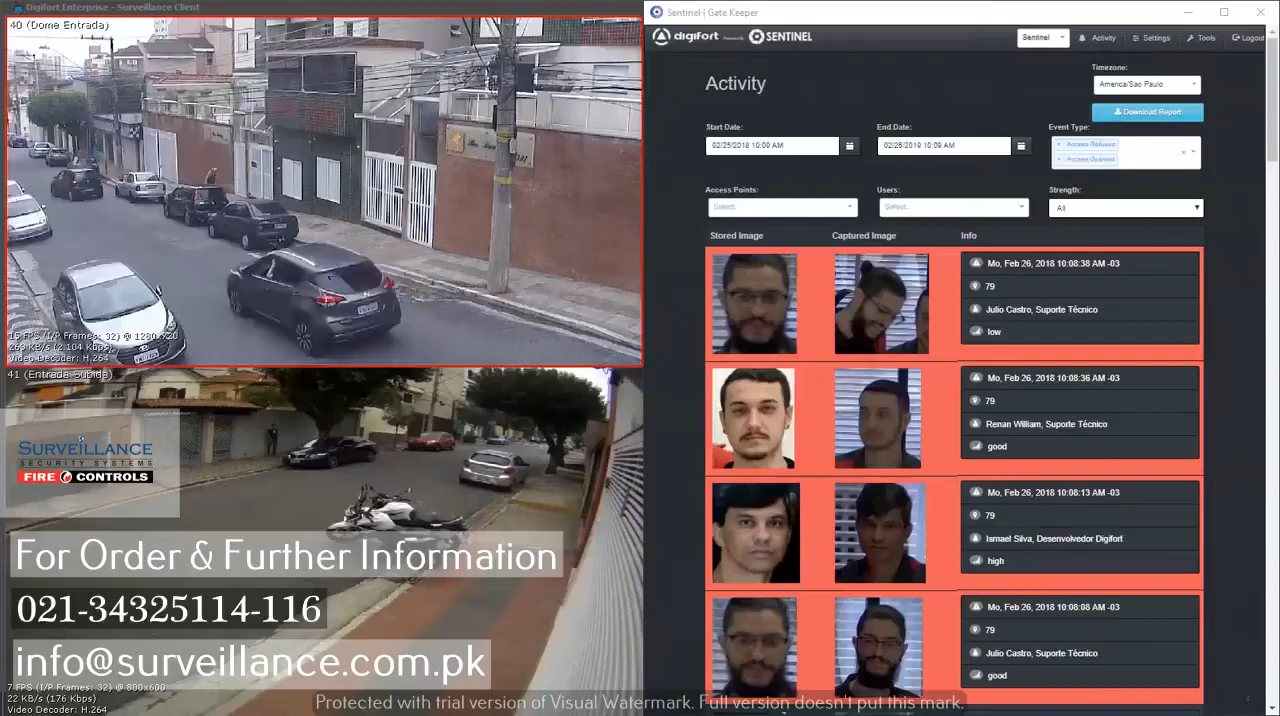 Digifort Enterprise - Surveillance Client
40 (Dome Entrada)
15 FPS (I/P Frames: 32) @ 1280x720
Video Decoder: H.264
41 (Entrada Subida)
SURVEILLANCE
SECURITY SYSTEMS
FIRE CONTROLS
For Order & Further Information
021-34325114-116
info@surveillance.com.pk
7 FPS (I/P Frames: 32) @ 800x600
22 KB/S (174 Kbps)
Video Decoder: H.264
Sentinel | Gate Keeper
digifort Powered By SENTINEL
Sentinel Activity Settings Tools Logout
Activity
Timezone:
America/Sao Paulo
Download Report
Start Date: End Date: Event Type:
02/25/2018 10:09 AM 02/26/2019 10:09 AM
× Access Refused
× Access Granted
Access Points: Users: Strength:
Select.. Select.. All
Stored Image Captured Image Info
Mo, Feb 26, 2018 10:08:38 AM -03
79
Julio Castro, Suporte Técnico
low
Mo, Feb 26, 2018 10:08:36 AM -03
79
Renan William, Suporte Técnico
good
Mo, Feb 26, 2018 10:08:13 AM -03
79
Ismael Silva, Desenvolvedor Digifort
high
Mo, Feb 26, 2018 10:08:08 AM -03
79
Julio Castro, Suporte Técnico
good
Protected with trial version of Visual Watermark. Full version doesn't put this mark.